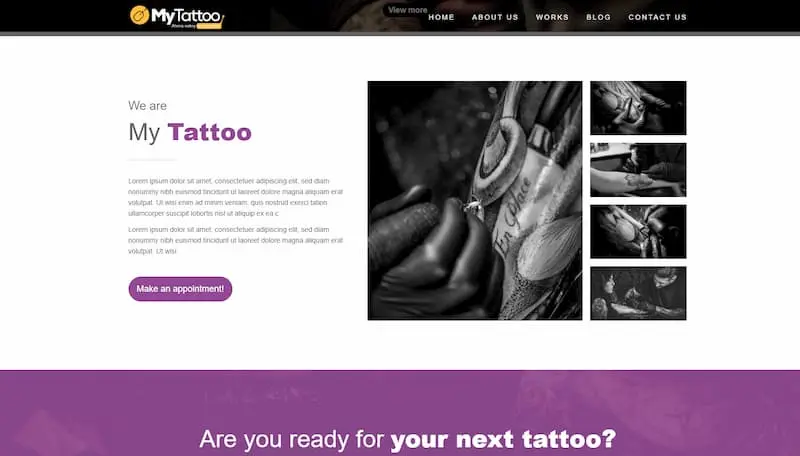 MyTattoo
View more
HOME ABOUT US WORKS BLOG CONTACT US
We are
My Tattoo
Lorem ipsum dolor sit amet, consectetuer adipiscing elit, sed diam
nonummy nibh euismod tincidunt ut laoreet dolore magna aliquam erat
volutpat. Ut wisi enim ad minim veniam, quis nostrud exerci tation
ullamcorper suscipit lobortis nisl ut aliquip ex ea c
Lorem ipsum dolor sit amet, consectetuer adipiscing elit, sed diam
nonummy nibh euismod tincidunt ut laoreet dolore magna aliquam erat
volutpat. Ut wisi
Make an appointment!
Are you ready for your next tattoo?